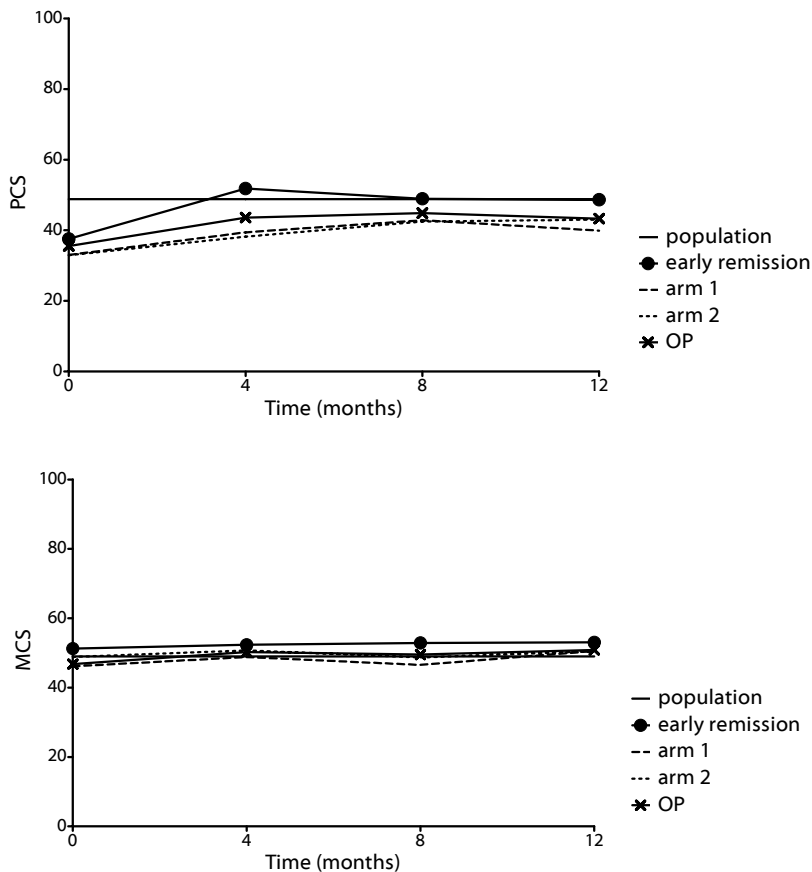 100
80
60
40
20
0
PCS
0 4 8 12
Time (months)
population
early remission
arm 1
arm 2
OP
100
80
60
40
20
0
MCS
0 4 8 12
Time (months)
population
early remission
arm 1
arm 2
OP